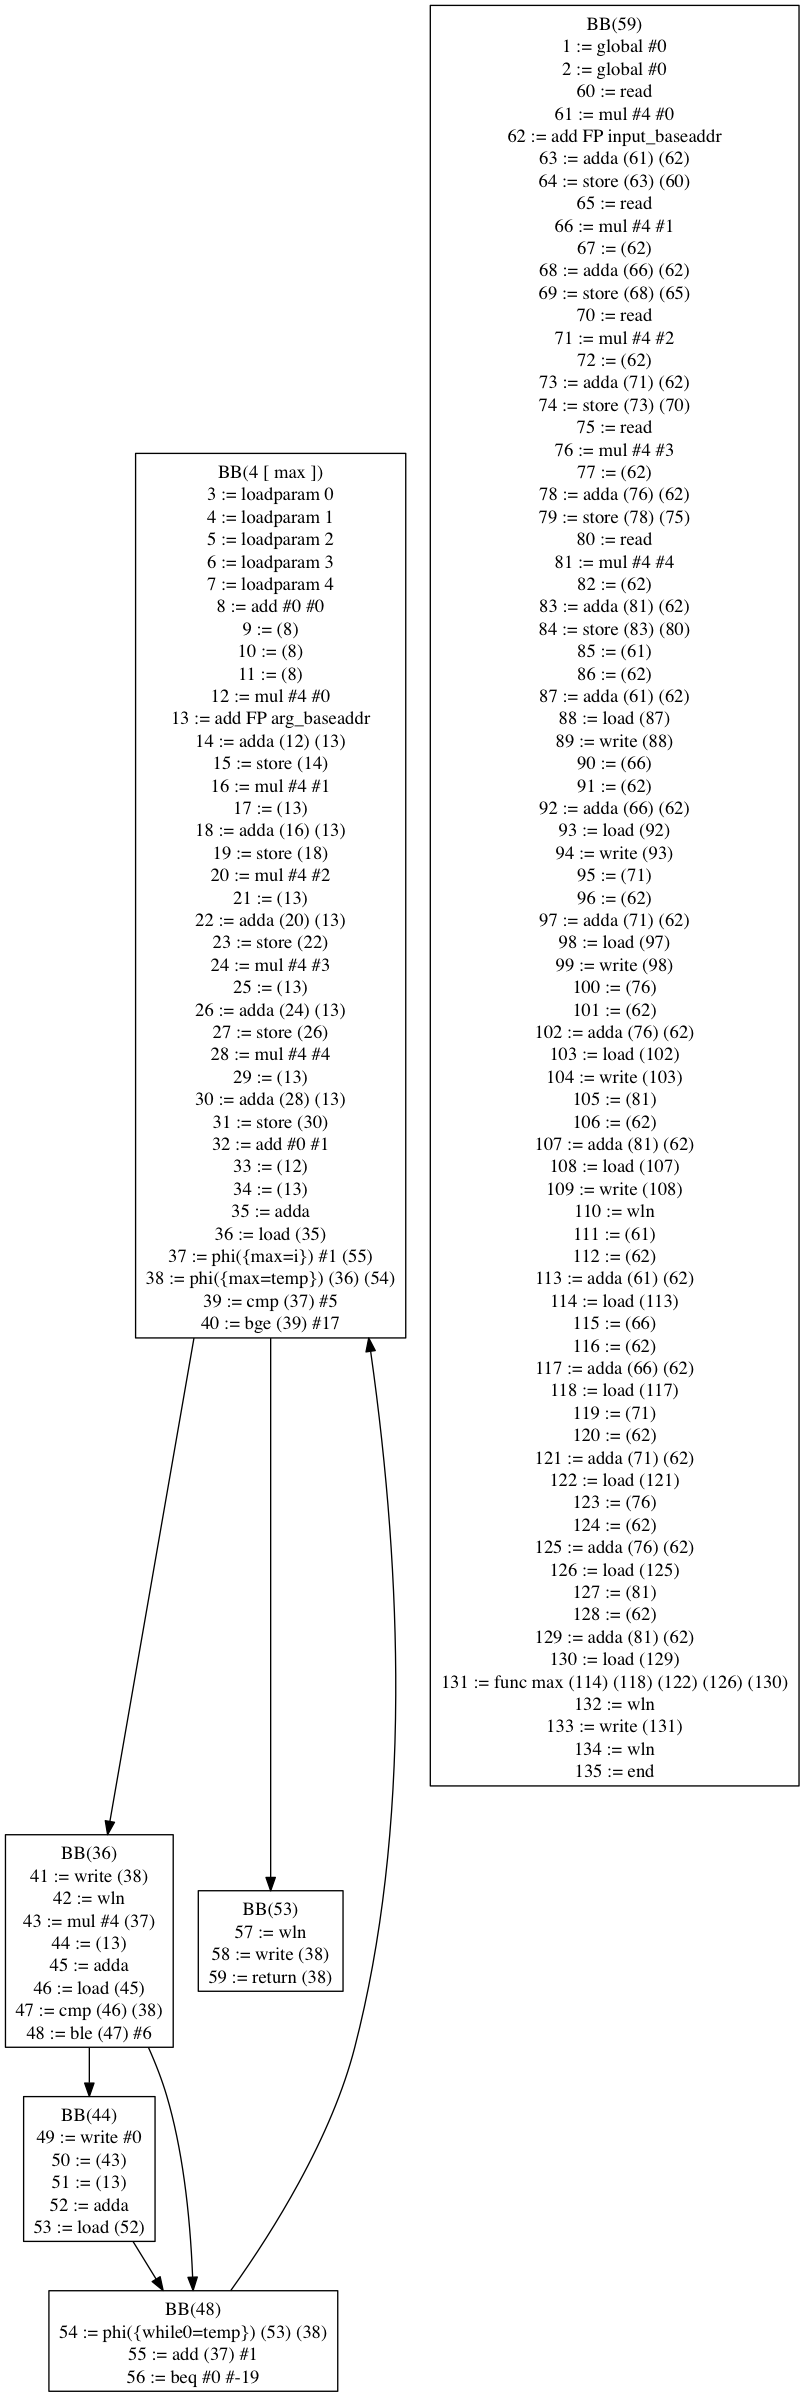 BB(59)
1 := global #0
2 := global #0
60 := read
61 := mul #4 #0
62 := add FP input_baseaddr
63 := adda (61) (62)
64 := store (63) (60)
65 := read
66 := mul #4 #1
67 := (62)
68 := adda (66) (62)
69 := store (68) (65)
70 := read
71 := mul #4 #2
72 := (62)
73 := adda (71) (62)
74 := store (73) (70)
75 := read
76 := mul #4 #3
77 := (62)
78 := adda (76) (62)
79 := store (78) (75)
80 := read
81 := mul #4 #4
82 := (62)
83 := adda (81) (62)
84 := store (83) (80)
85 := (61)
86 := (62)
87 := adda (61) (62)
88 := load (87)
89 := write (88)
90 := (66)
91 := (62)
92 := adda (66) (62)
93 := load (92)
94 := write (93)
95 := (71)
96 := (62)
97 := adda (71) (62)
98 := load (97)
99 := write (98)
100 := (76)
101 := (62)
102 := adda (76) (62)
103 := load (102)
104 := write (103)
105 := (81)
106 := (62)
107 := adda (81) (62)
108 := load (107)
109 := write (108)
110 := wln
111 := (61)
112 := (62)
113 := adda (61) (62)
114 := load (113)
115 := (66)
116 := (62)
117 := adda (66) (62)
118 := load (117)
119 := (71)
120 := (62)
121 := adda (71) (62)
122 := load (121)
123 := (76)
124 := (62)
125 := adda (76) (62)
126 := load (125)
127 := (81)
128 := (62)
129 := adda (81) (62)
130 := load (129)
131 := func max (114) (118) (122) (126) (130)
132 := wln
133 := write (131)
134 := wln
135 := end
BB(4 [ max ])
3 := loadparam 0
4 := loadparam 1
5 := loadparam 2
6 := loadparam 3
7 := loadparam 4
8 := add #0 #0
9 := (8)
10 := (8)
11 := (8)
12 := mul #4 #0
13 := add FP arg_baseaddr
14 := adda (12) (13)
15 := store (14)
16 := mul #4 #1
17 := (13)
18 := adda (16) (13)
19 := store (18)
20 := mul #4 #2
21 := (13)
22 := adda (20) (13)
23 := store (22)
24 := mul #4 #3
25 := (13)
26 := adda (24) (13)
27 := store (26)
28 := mul #4 #4
29 := (13)
30 := adda (28) (13)
31 := store (30)
32 := add #0 #1
33 := (12)
34 := (13)
35 := adda
36 := load (35)
37 := phi({max=i}) #1 (55)
38 := phi({max=temp}) (36) (54)
39 := cmp (37) #5
40 := bge (39) #17
BB(36)
41 := write (38)
42 := wln
43 := mul #4 (37)
44 := (13)
45 := adda
46 := load (45)
47 := cmp (46) (38)
48 := ble (47) #6
BB(53)
57 := wln
58 := write (38)
59 := return (38)
BB(44)
49 := write #0
50 := (43)
51 := (13)
52 := adda
53 := load (52)
BB(48)
54 := phi({while0=temp}) (53) (38)
55 := add (37) #1
56 := beq #0 #-19